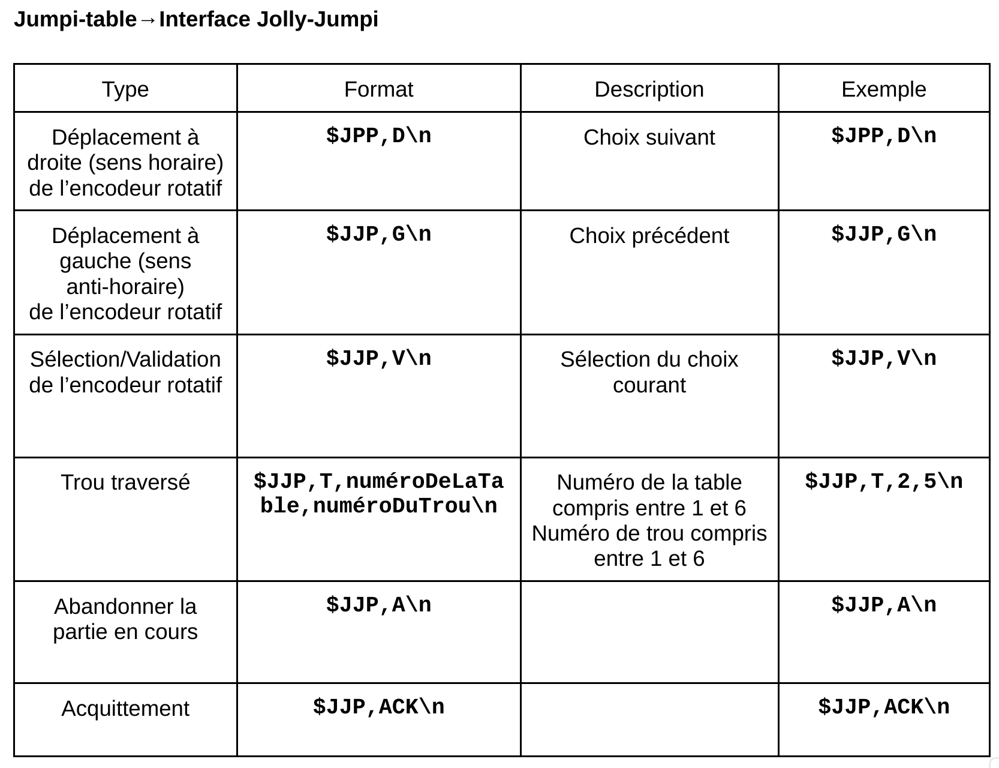 Jumpi-table→Interface Jolly-Jumpi
Type
Format
Description
Exemple
Déplacement à
droite (sens horaire)
de l’encodeur rotatif
$JPP,D\n
Choix suivant
$JPP,D\n
Déplacement à
gauche (sens
anti-horaire)
de l’encodeur rotatif
$JJP,G\n
Choix précédent
$JJP,G\n
Sélection/Validation
de l’encodeur rotatif
$JJP,V\n
Sélection du choix
courant
$JJP,V\n
Trou traversé
$JJP,T,numéroDeLaTa
ble,numéroDuTrou\n
Numéro de la table
compris entre 1 et 6
Numéro de trou compris
entre 1 et 6
$JJP,T,2,5\n
Abandonner la
partie en cours
$JJP,A\n
$JJP,A\n
Acquittement
$JJP,ACK\n
$JJP,ACK\n